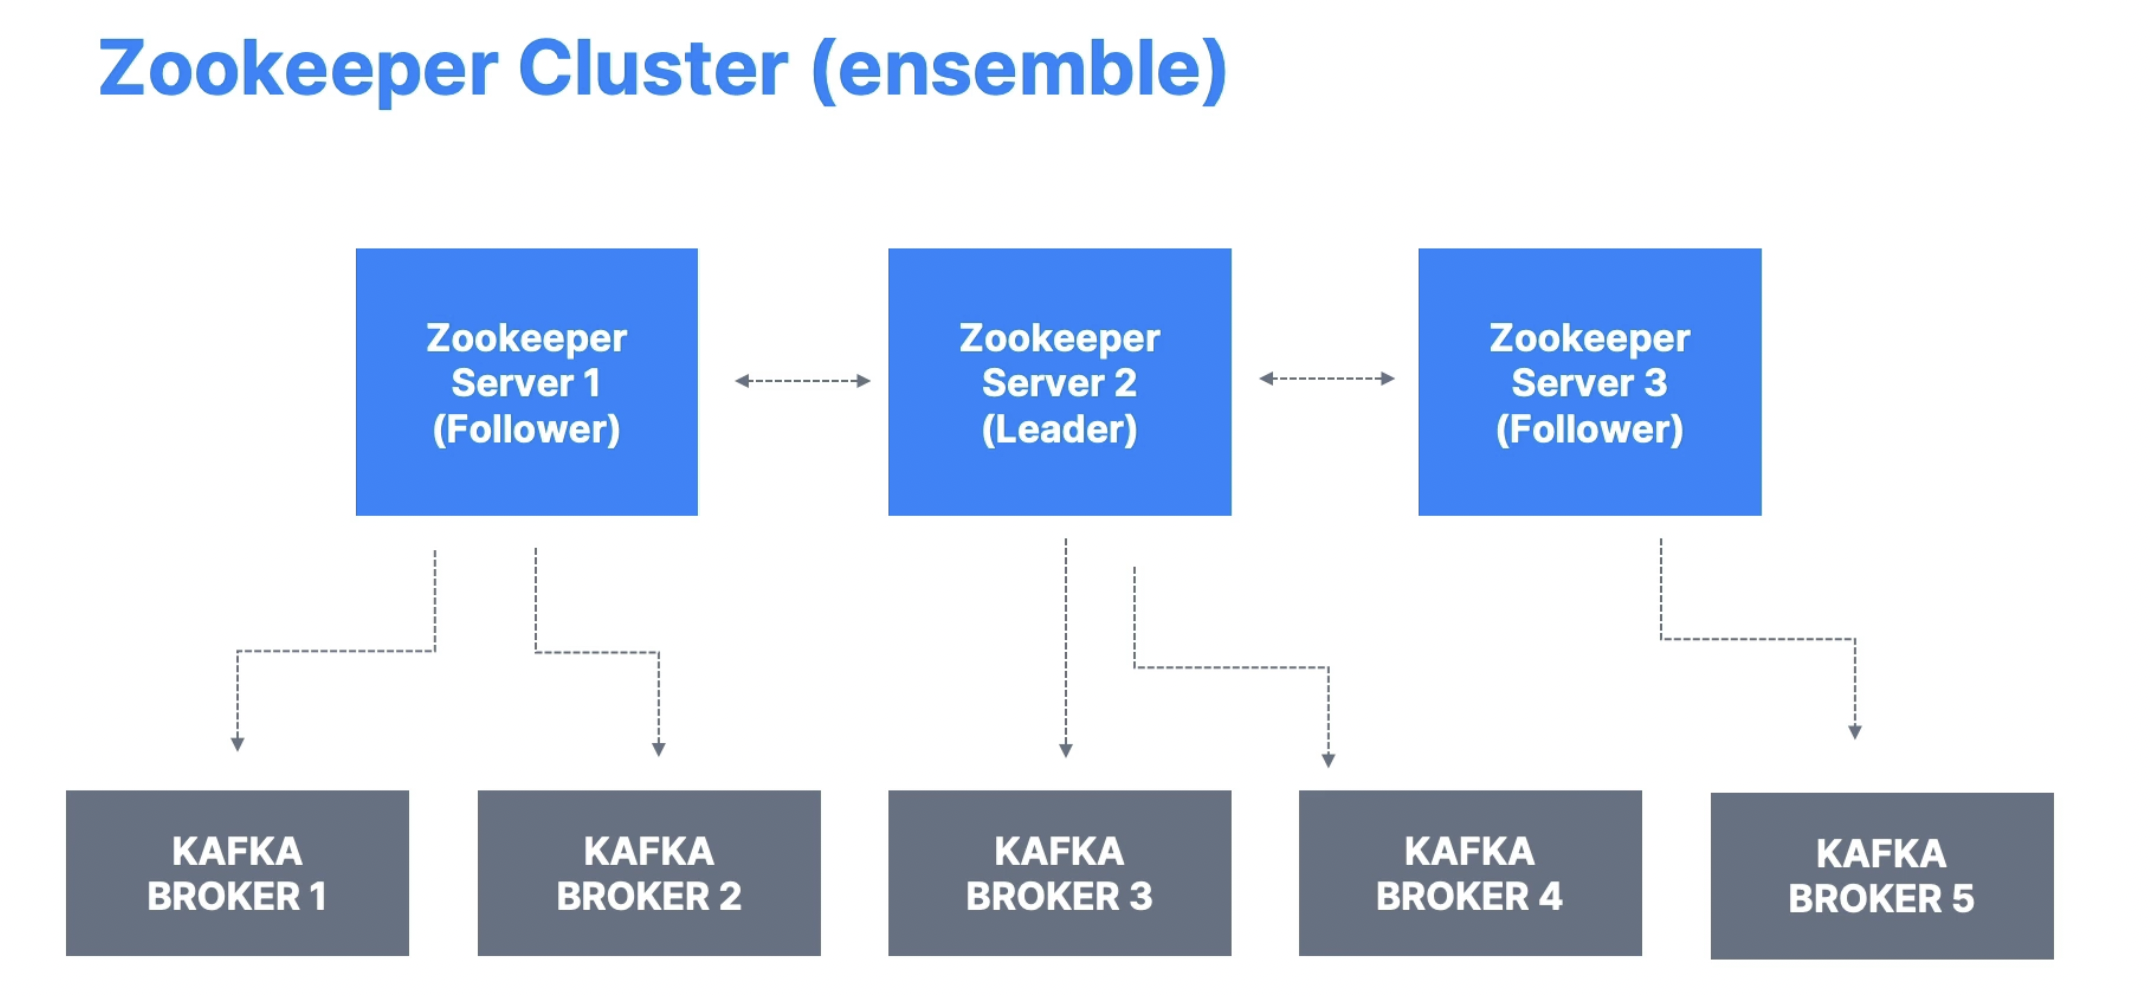 Zookeeper Cluster (ensemble)
Zookeeper
Server 1
(Follower)
Zookeeper
Server 2
(Leader)
Zookeeper
Server 3
(Follower)
KAFKA
BROKER 1
KAFKA
BROKER 2
KAFKA
BROKER 3
KAFKA
BROKER 4
KAFKA
BROKER 5